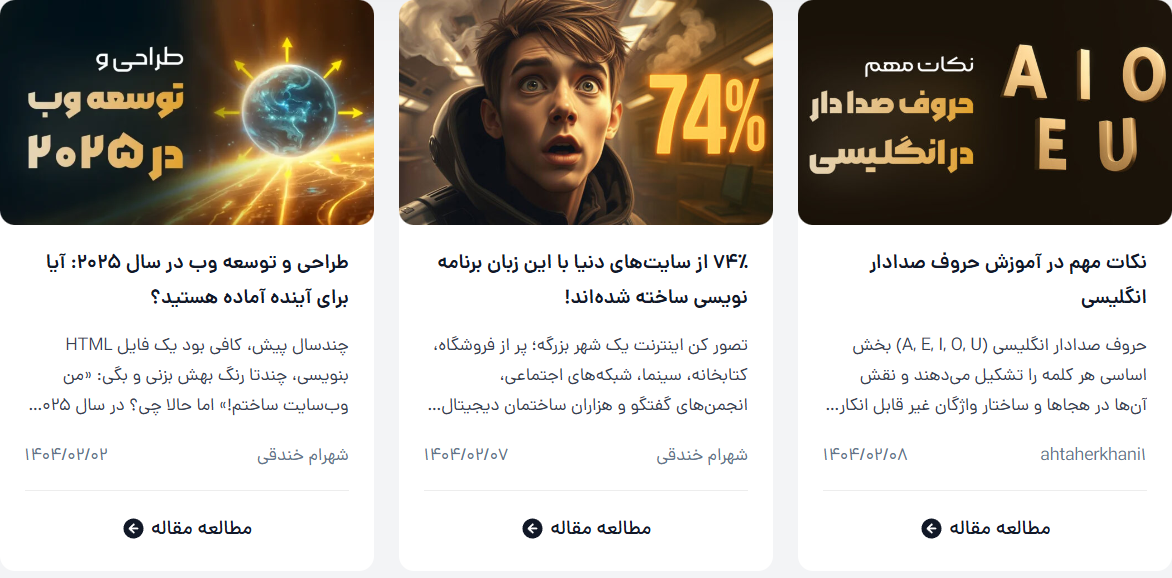 نکات مهم
حروف صدا دار
در انگلیسی
A I O
E U
نکات مهم در آموزش حروف صدادار
انگلیسی
حروف صدادار انگلیسی (A, E, I, O, U) بخش
اساسی هر کلمه را تشکیل می‌دهند و نقش
آن‌ها در هجاها و ساختار واژگان غیر قابل انکار...
ahtaherkhani۱
۱۴۰۴/۰۲/۰۸
مطالعه مقاله
74%
۷۴٪ از سایت‌های دنیا با این زبان برنامه
نویسی ساخته شده‌اند!
تصور کن اینترنت یک شهر بزرگه؛ پر از فروشگاه،
کتابخانه، سینما، شبکه‌های اجتماعی،
انجمن‌های گفتگو و هزاران ساختمان دیجیتال...
شهرام خندقی
۱۴۰۴/۰۲/۰۷
مطالعه مقاله
طراحی و
توسعه وب
در ۲۰۲۵
طراحی و توسعه وب در سال ۲۰۲۵: آیا
برای آینده آماده هستید؟
چندسال پیش، کافی بود یک فایل HTML
بنویسی، چندتا رنگ بهش بزنی و بگی: «من
وب‌سایت ساختم!» اما حالا چی؟ در سال ۰۲۵...
شهرام خندقی
۱۴۰۴/۰۲/۰۲
مطالعه مقاله